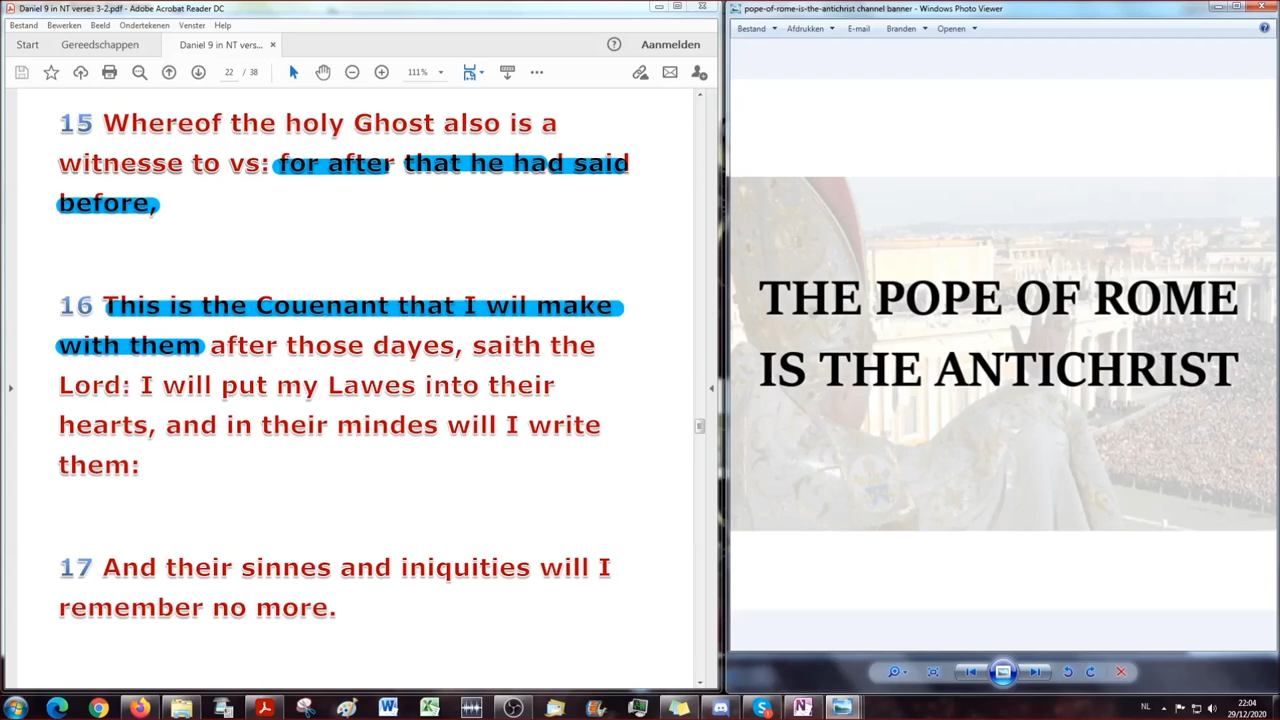 Daniel 9 in NT verses 3-2.pdf - Adobe Acrobat Reader DC
Bestand Bewerken Beeld Ondertekenen Venster Help
Start Gereedschappen Daniel 9 in NT vers... × Aanmelden
22 / 38 111%
15 Whereof the holy Ghost also is a
witnesse to vs: for after that he had said
before,
16 This is the Couenant that I wil make
with them after those dayes, saith the
Lord: I will put my Lawes into their
hearts, and in their mindes will I write
them:
17 And their sinnes and iniquities will I
remember no more.
pope-of-rome-is-the-antichrist channel banner - Windows Photo Viewer
Bestand Afdrukken E-mail Branden Openen
THE POPE OF ROME
IS THE ANTICHRIST
NL 22:04
29/12/2020